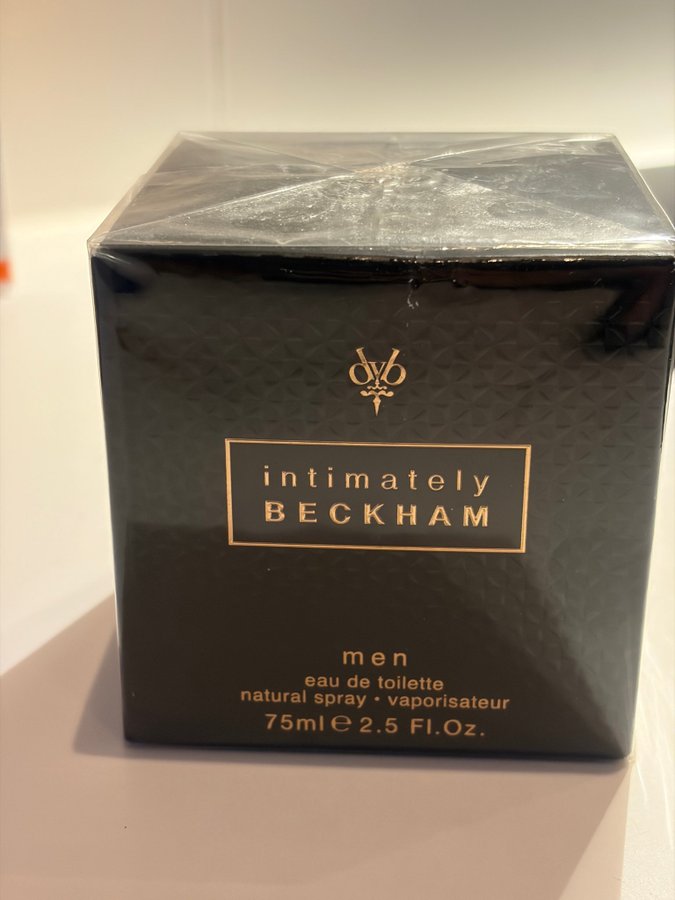 dvb
intimately
BECKHAM
men
eau de toilette
natural spray • vaporisateur
75ml ℮ 2.5 Fl.Oz.